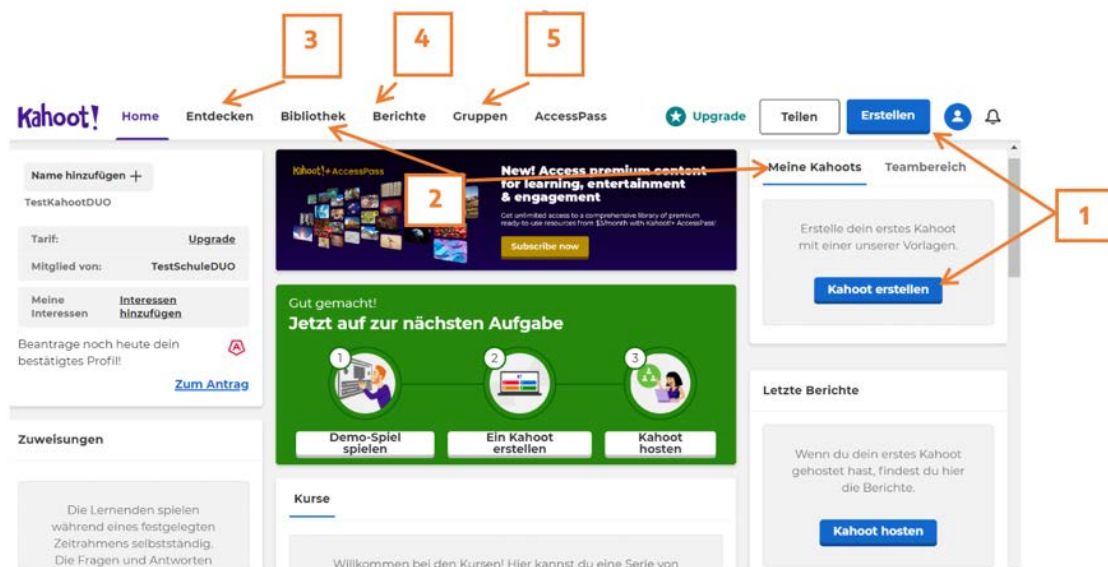 3
4
5
Kahoot!
Home
Entdecken
Bibliothek
Berichte
Gruppen
AccessPass
Upgrade
Teilen
Erstellen
Name hinzufügen +
TestKahootDUO
Tarif: Upgrade
Mitglied von: TestSchuleDUO
Meine Interessen
Interessen hinzufügen
Beantrage noch heute dein
bestätigtes Profil!
Zum Antrag
Zuweisungen
Die Lernenden spielen
während eines festgelegten
Zeitrahmens selbstständig.
Die Fragen und Antworten
Kahoot!+AccessPass
New! Access premium content
for learning, entertainment
& engagement
Get unlimited access to a comprehensive library of premium
ready-to-use resources from $3/month with Kahoot!+ AccessPass!
Subscribe now
2
Gut gemacht!
Jetzt auf zur nächsten Aufgabe
1
2
3
Demo-Spiel
spielen
Ein Kahoot
erstellen
Kahoot
hosten
Kurse
Willkommen bei den Kursen! Hier kannst du eine Serie von
Meine Kahoots
Teambereich
1
Erstelle dein erstes Kahoot
mit einer unserer Vorlagen.
Kahoot erstellen
Letzte Berichte
Wenn du dein erstes Kahoot
gehostet hast, findest du hier
die Berichte.
Kahoot hosten